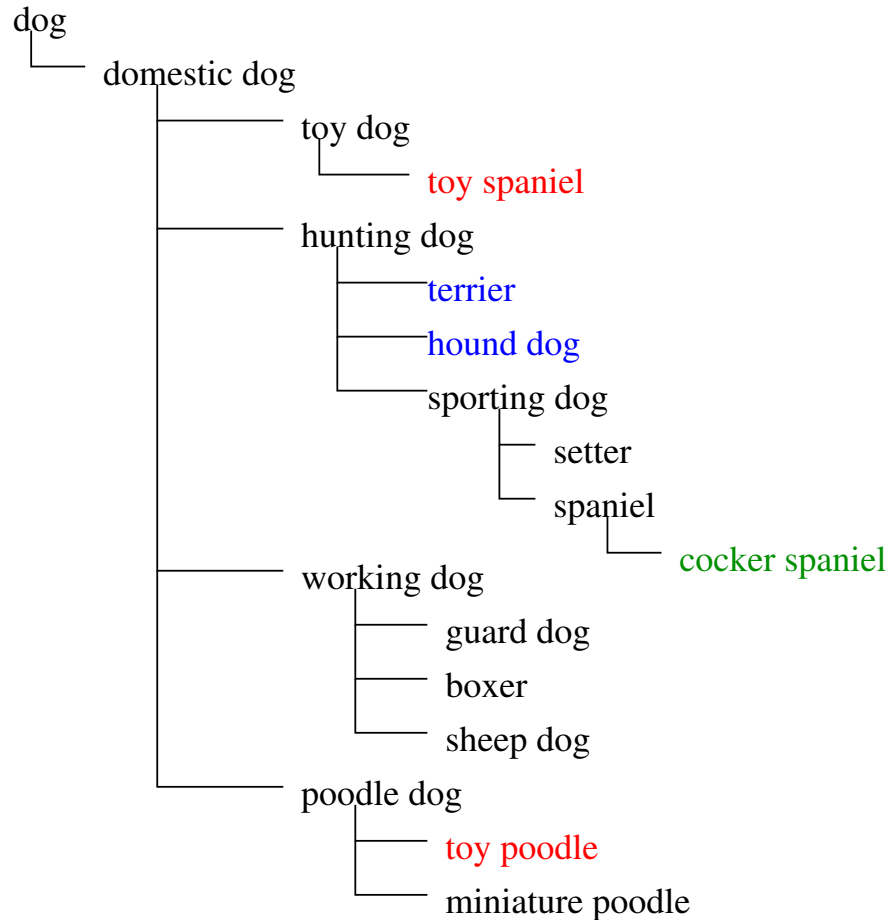 dog
domestic dog
toy dog
toy spaniel
hunting dog
terrier
hound dog
sporting dog
setter
spaniel
cocker spaniel
working dog
guard dog
boxer
sheep dog
poodle dog
toy poodle
miniature poodle